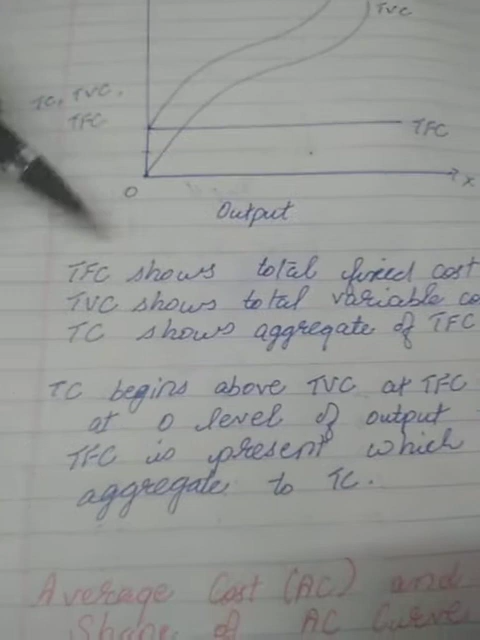 TVC
TC, TVC,
TFC
TFC
O
x
Output
TFC shows total fixed cost
TVC shows total variable co
TC shows aggregate of TFC
TC begins above TVC at TFC
at 0 level of output
TFC is present which
aggregate to TC.
Average Cost (AC) and
Shape of AC Curve